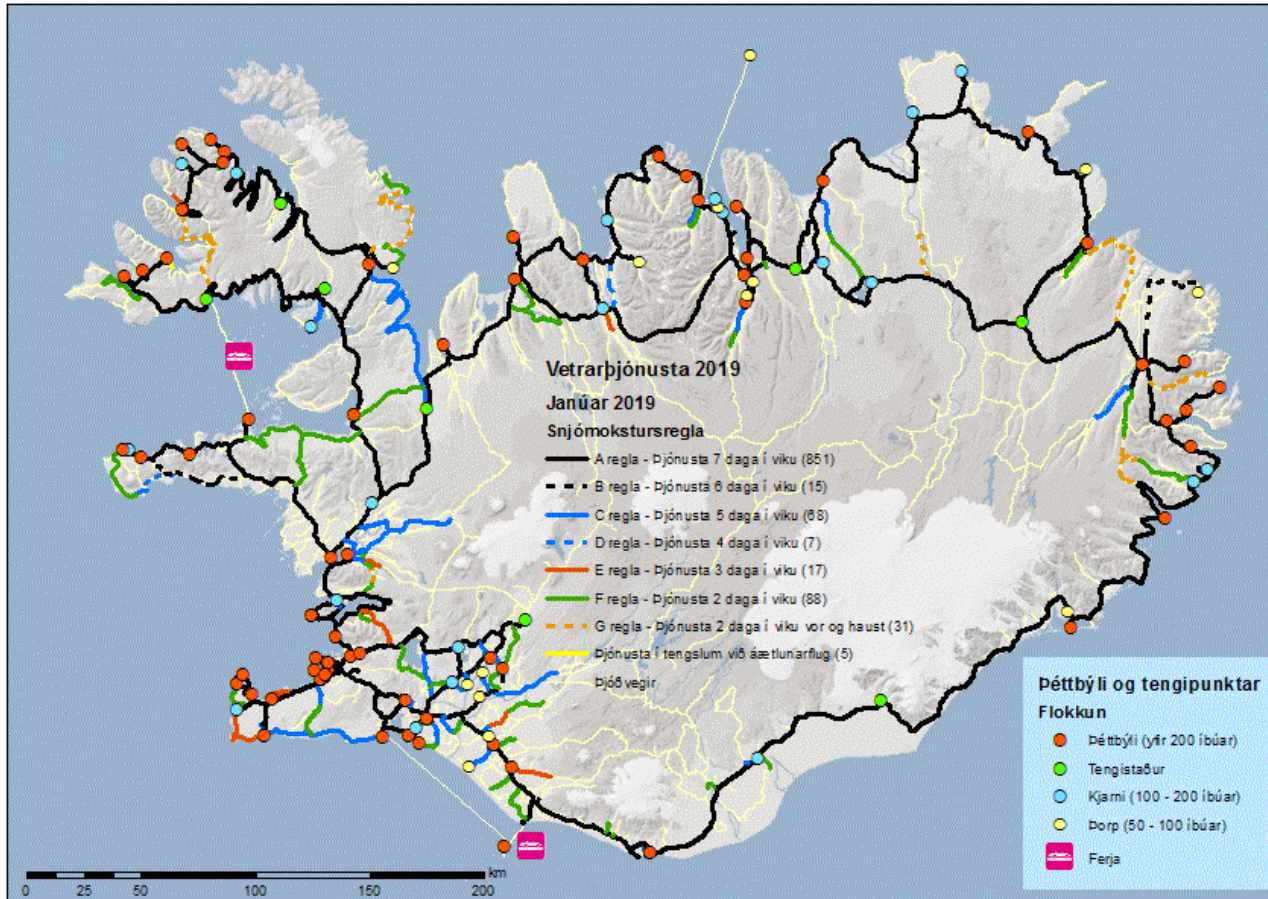 Vetrarþjónusta 2019
Janúar 2019
Snjómokstursregla
A regla - Þjónusta 7 daga í viku (851)
B regla - Þjónusta 6 daga í viku (15)
C regla - Þjónusta 5 daga í viku (68)
D regla - Þjónusta 4 daga í viku (7)
E regla - Þjónusta 3 daga í viku (17)
F regla - Þjónusta 2 daga í viku (88)
G regla - Þjónusta 2 daga í viku vor og haust (31)
Þjónusta í tengslum við áætlunarflug (5)
Þjóðvegir
Þéttbýli og tengipunktar
Flokkun
Þéttbýli (yfir 200 íbúar)
Tengistaður
Kjarni (100 - 200 íbúar)
Þorp (50 - 100 íbúar)
Ferja
km
0 25 50 100 150 200